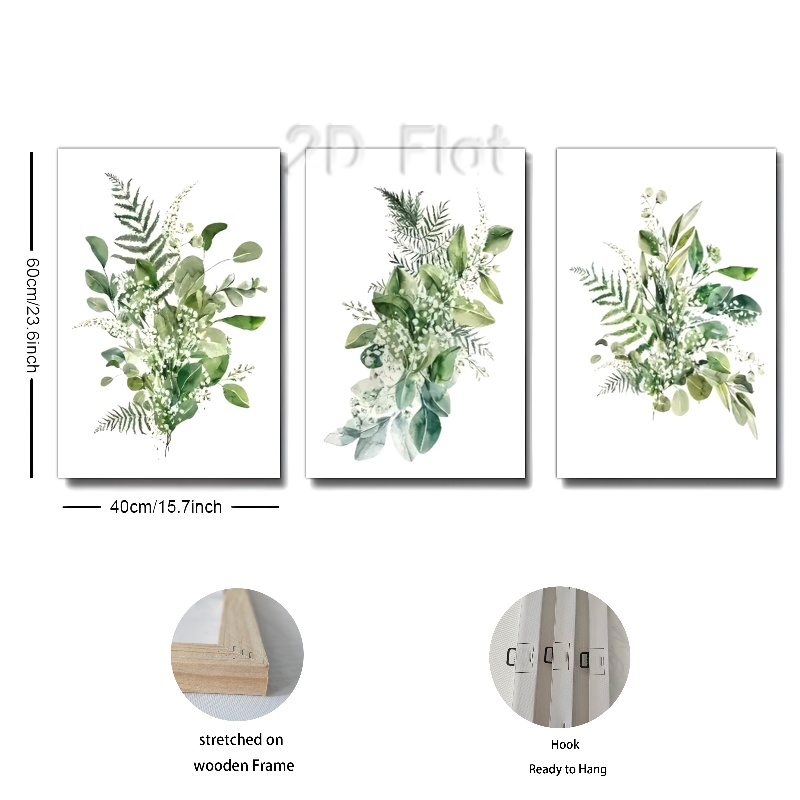 2D Flat
60cm/23.6inch
40cm/15.7inch
stretched on
wooden Frame
Hook
Ready to Hang